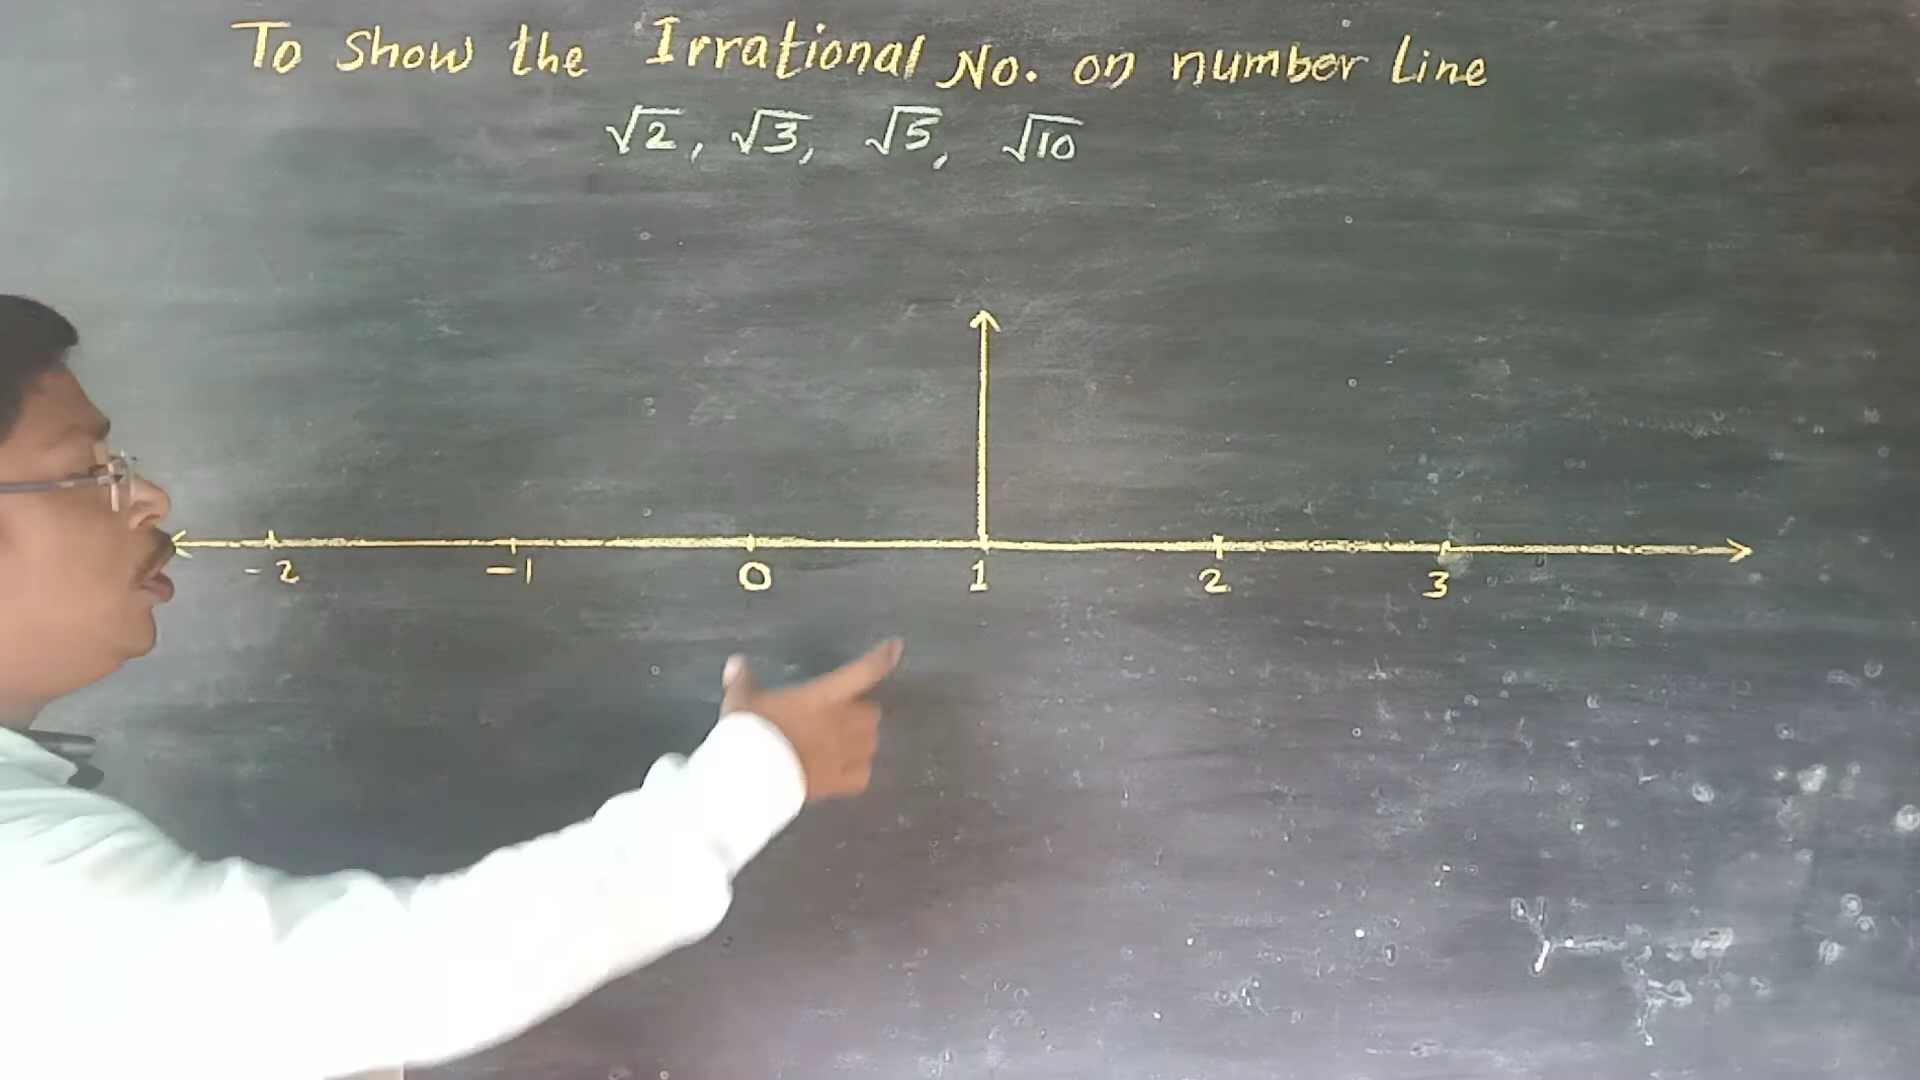 To show the Irrational No. on number Line
√2, √3, √5, √10
-2 -1 0 1 2 3